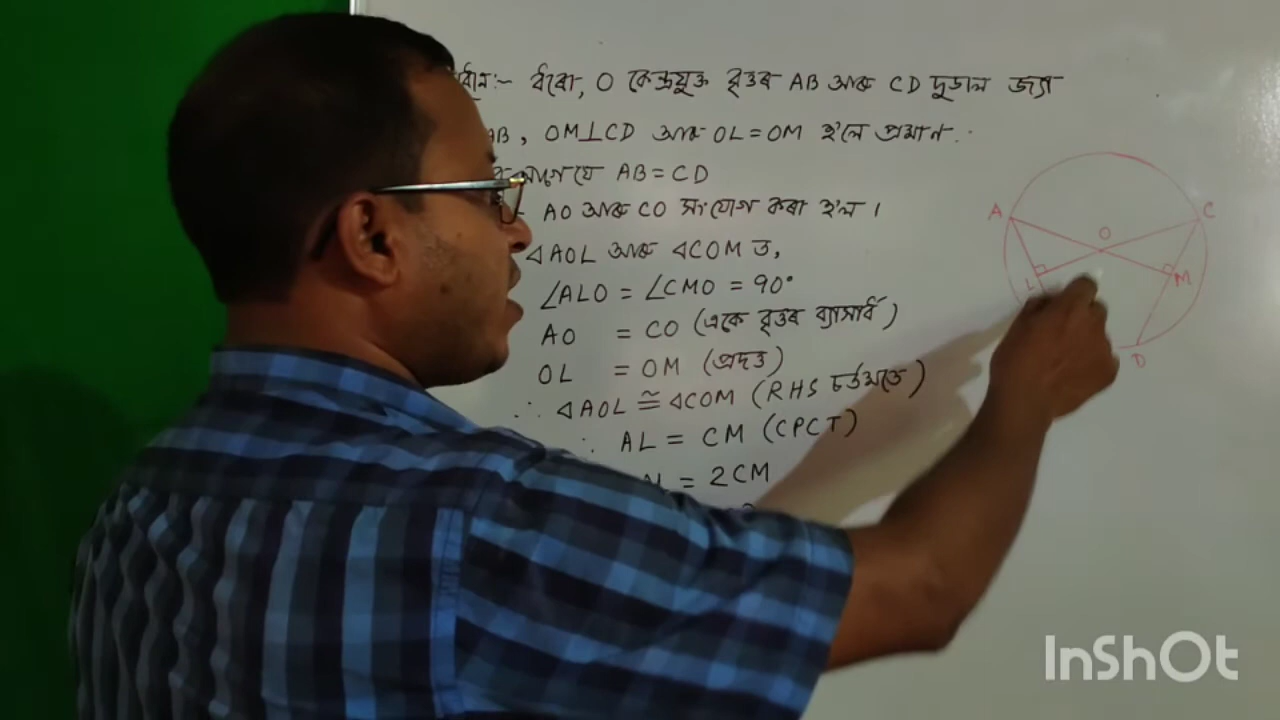 ধৰো, O কেন্দ্ৰযুক্ত বৃত্তৰ AB আৰু CD দুডাল জ্যা
AB, OM⊥CD আৰু OL = OM হ'লে প্ৰমাণ
যে AB = CD
AO আৰু CO সংযোগ কৰা হ'ল।
△AOL আৰু △COM ত,
∠ALO = ∠CMO = 90°
AO = CO (একে বৃত্তৰ ব্যাসাৰ্ধ)
OL = OM (প্ৰদত্ত)
∴ △AOL ≅ △COM (RHS চৰ্তমতে)
∴ AL = CM (CPCT)
= 2CM
A
C
O
L
M
D
InShOt